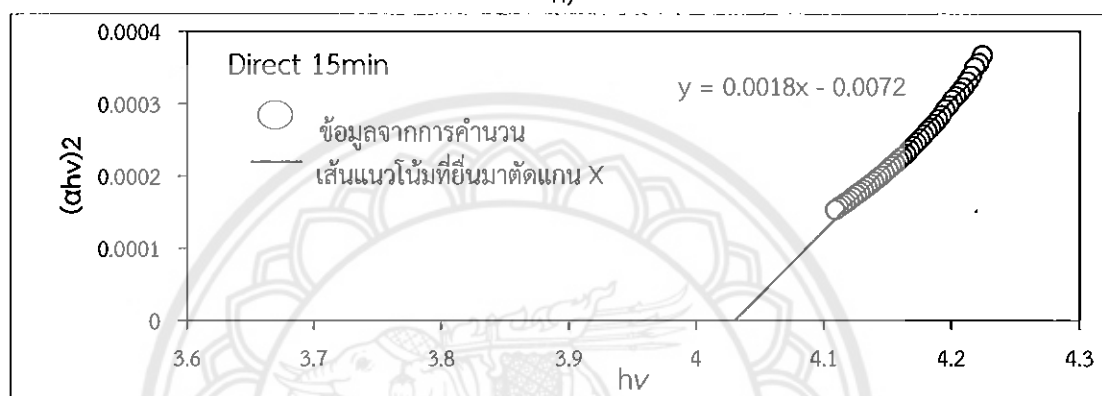 0.0004
Direct 15min
y = 0.0018x - 0.0072
0.0003
ข้อมูลจากการคำนวน
0.0002
เส้นแนวโน้มที่ยื่นมาตัดแกน X
(αhv)2
0.0001
0
3.6 3.7 3.8 3.9 4 4.1 4.2 4.3
hv